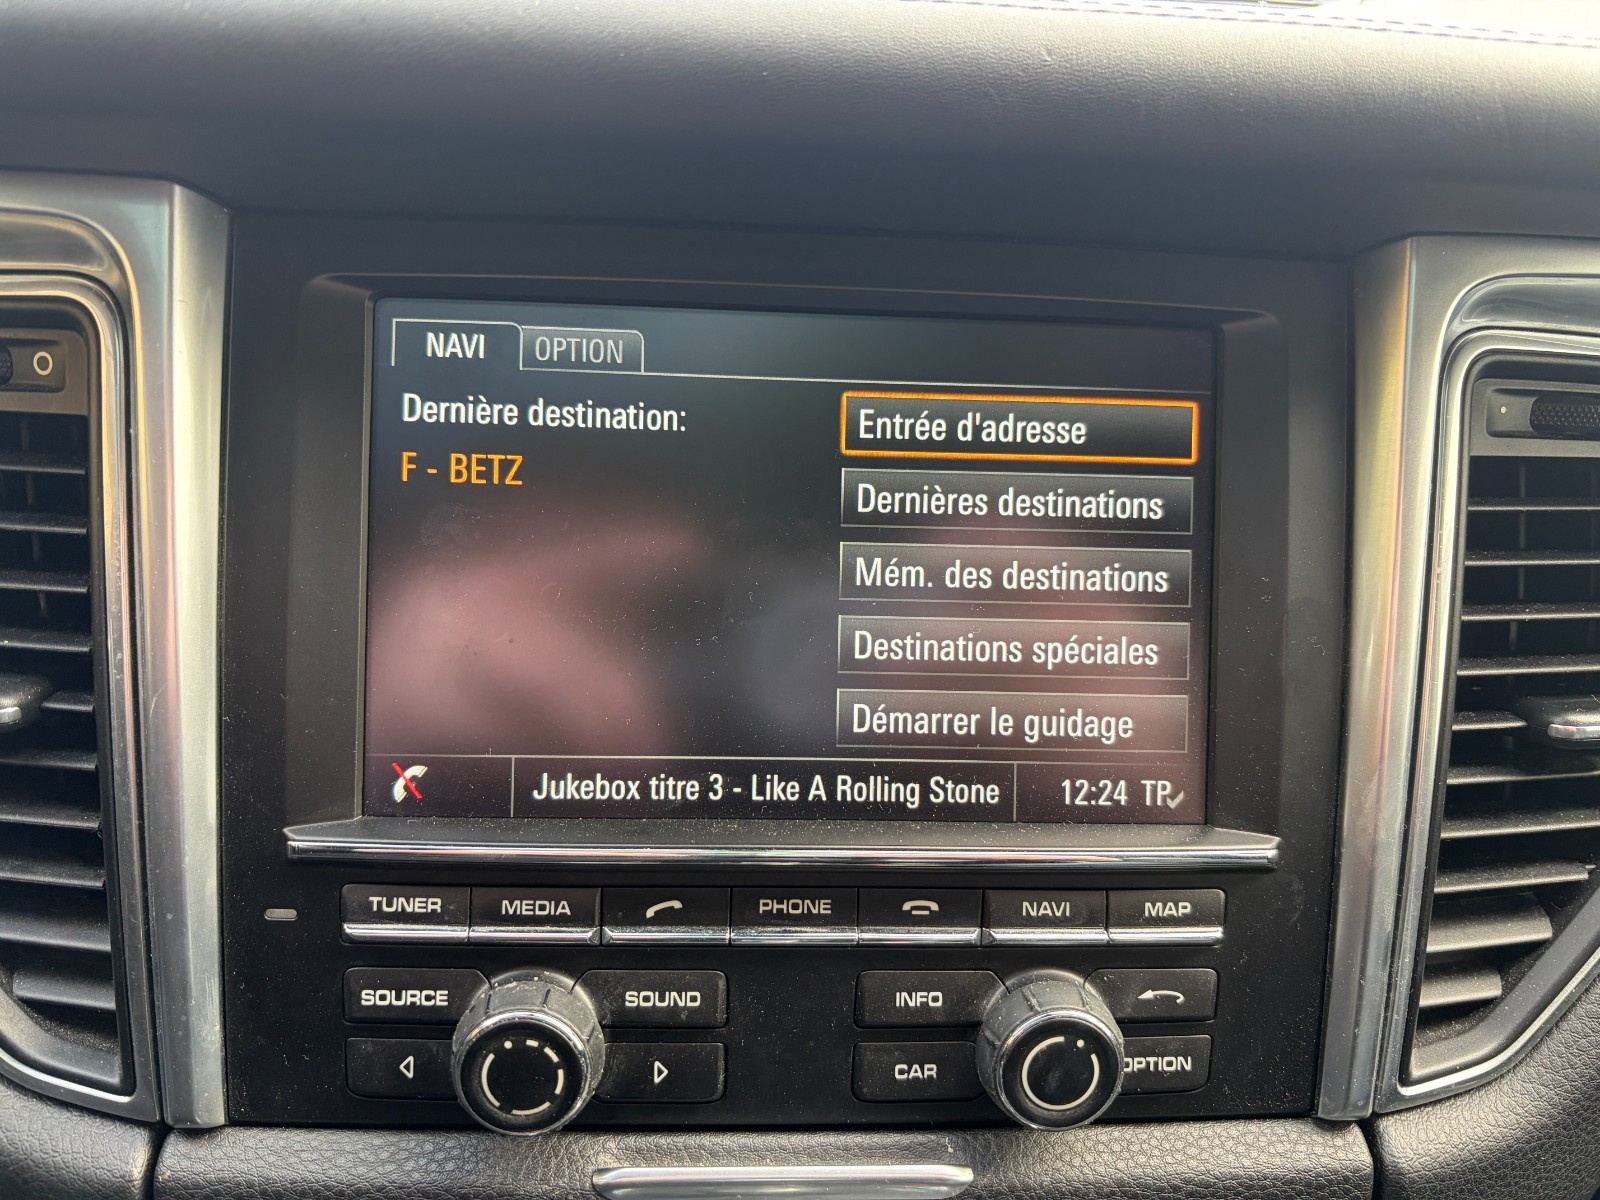 NAVI OPTION
Dernière destination:
F - BETZ
Entrée d'adresse
Dernières destinations
Mém. des destinations
Destinations spéciales
Démarrer le guidage
Jukebox titre 3 - Like A Rolling Stone 12:24 TP
TUNER MEDIA PHONE NAVI MAP
SOURCE SOUND INFO
CAR OPTION